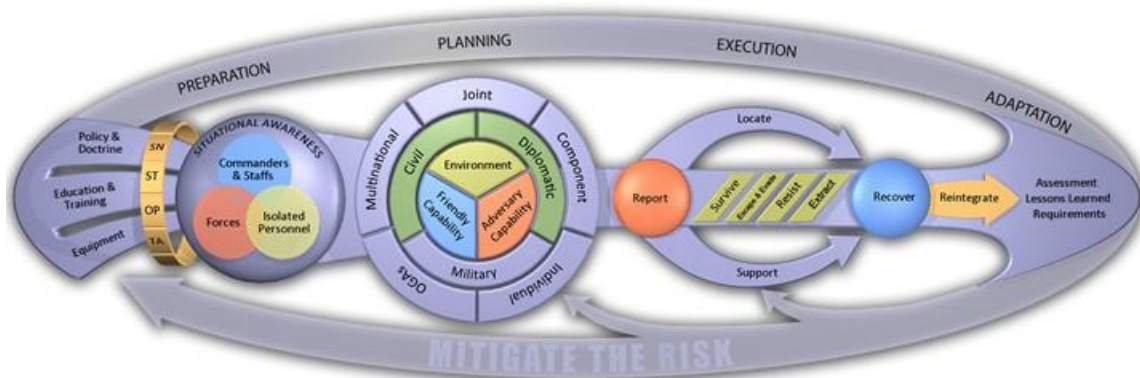 PREPARATION
PLANNING
EXECUTION
ADAPTATION
Policy &
Doctrine
Education &
Training
Equipment
SN
ST
OP
TA
SITUATIONAL AWARENESS
Commanders
& Staffs
Forces
Isolated
Personnel
Joint
Multinational
Component
OGAs
Individual
Civil
Diplomatic
Military
Environment
Friendly
Capability
Adversary
Capability
Report
Locate
Survive
Escape & Evade
Resist
Extract
Support
Recover
Reintegrate
Assessment
Lessons Learned
Requirements
MITIGATE THE RISK